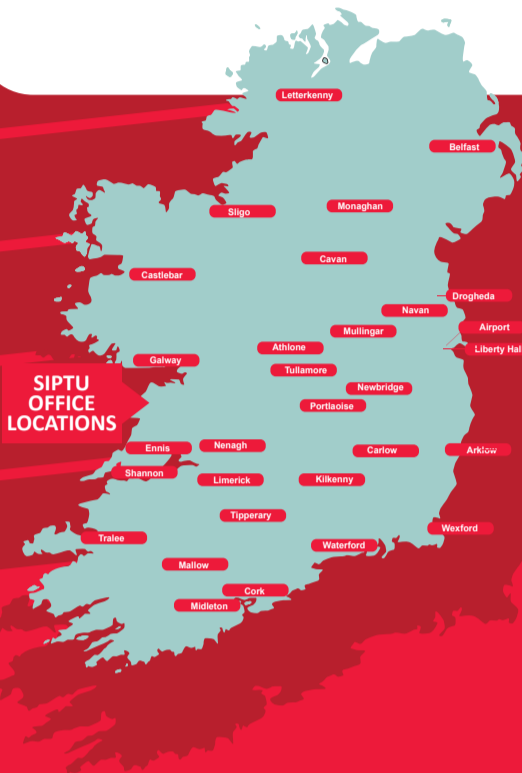 Letterkenny
Belfast
Monaghan
Sligo
Cavan
Castlebar
Drogheda
Navan
Airport
Mullingar
Athlone
Liberty Hal
Galway
Tullamore
SIPTU
OFFICE
LOCATIONS
Newbridge
Portlaoise
Nenagh
Ennis
Carlow
Arklow
Shannon
Limerick
Kilkenny
Tipperary
Wexford
Tralee
Waterford
Mallow
Cork
Midleton